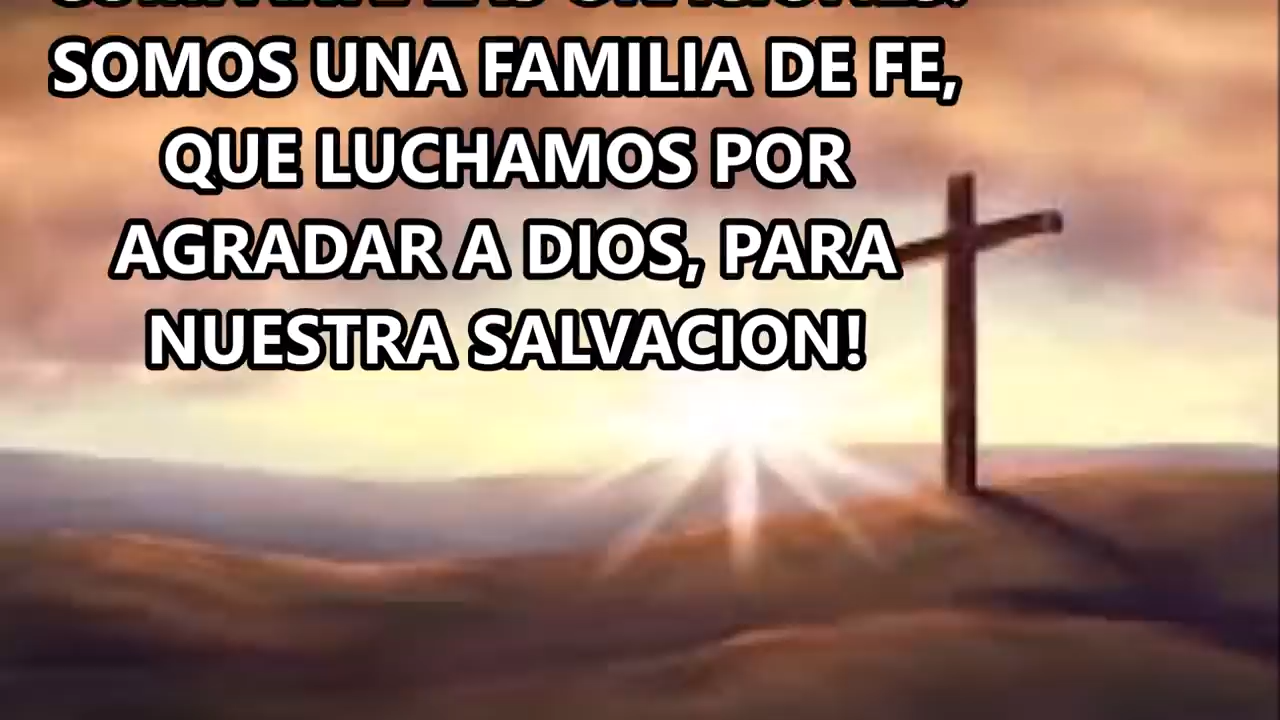 SOMOS UNA FAMILIA DE FE,
QUE LUCHAMOS POR
AGRADAR A DIOS, PARA
NUESTRA SALVACION!